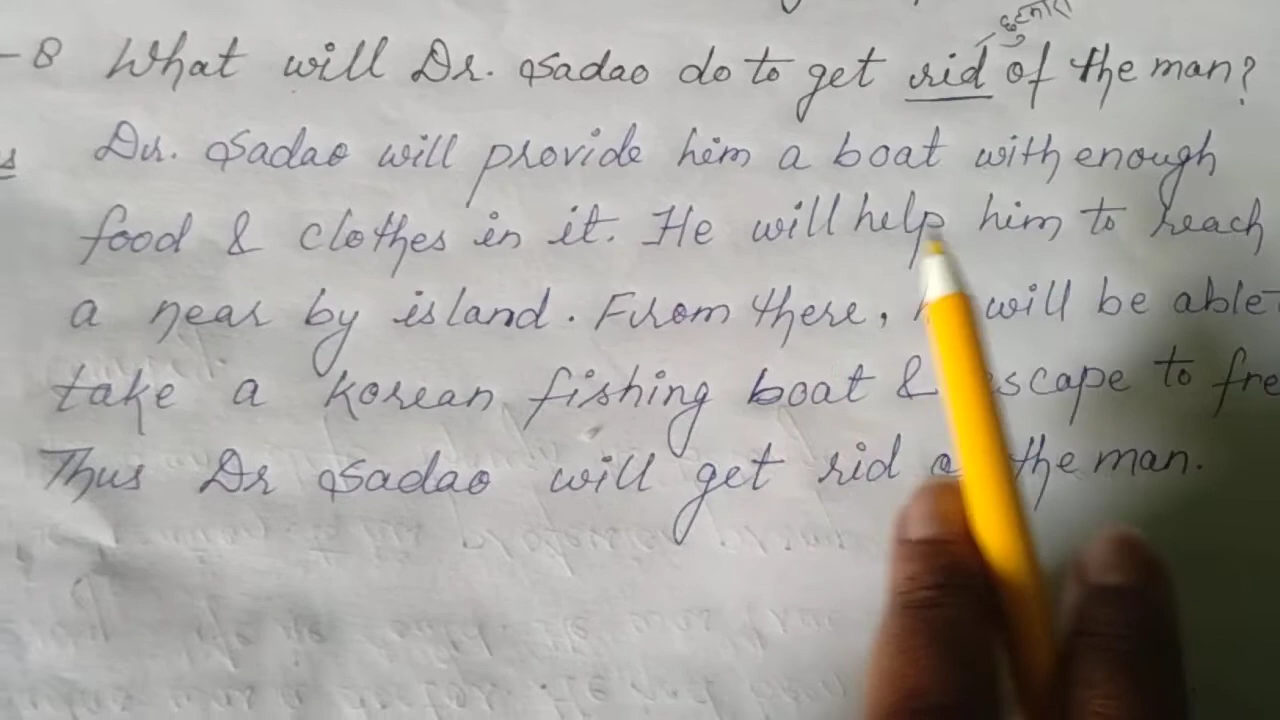 -8 What will Dr. Sadao do to get rid of the man?
Dr. Sadao will provide him a boat with enough
food & clothes in it. He will help him to reach
a near by island. From there, will be able
take a korean fishing boat & escape to fre
Thus Dr Sadao will get rid of the man.